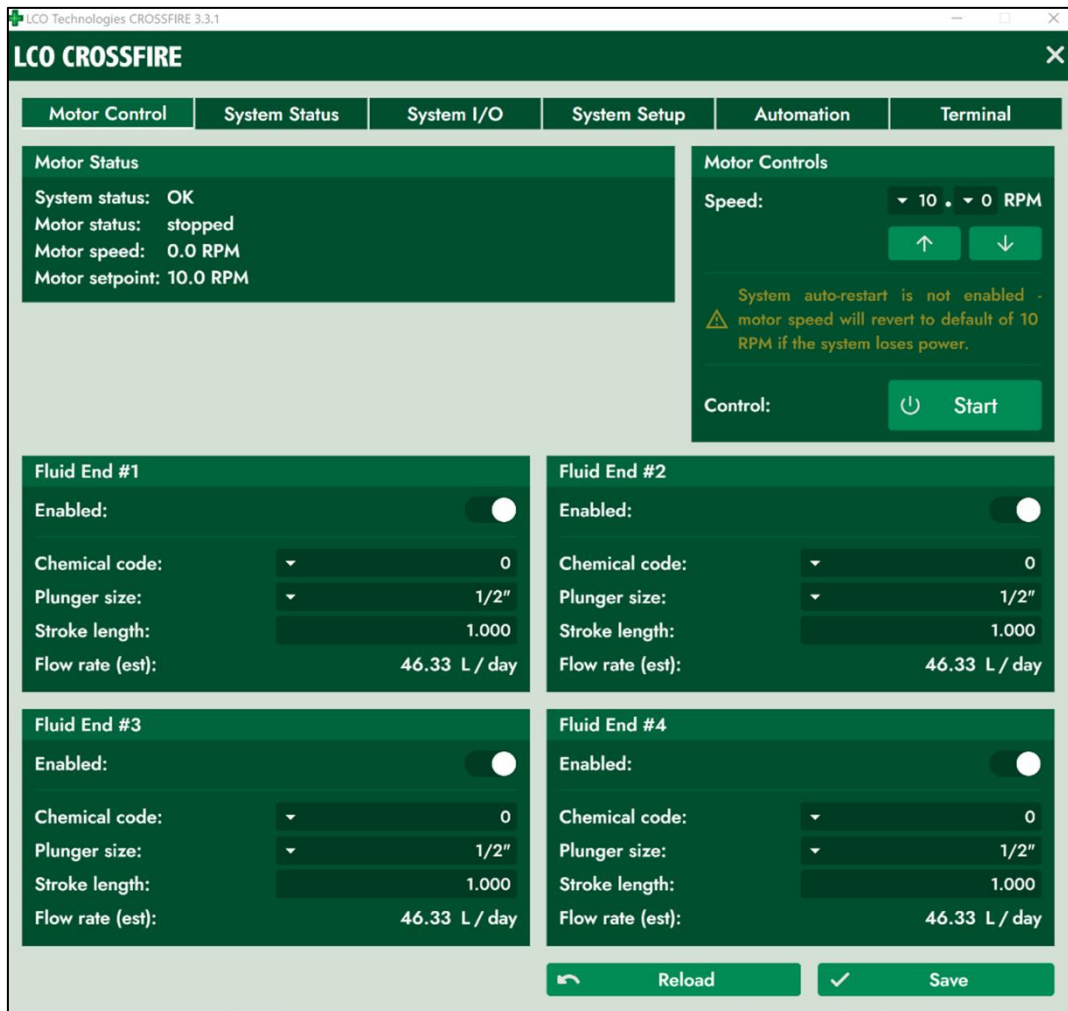 LCO Technologies CROSSFIRE 3.3.1
LCO CROSSFIRE
Motor Control System Status System I/O System Setup Automation Terminal
Motor Status
System status: OK
Motor status: stopped
Motor speed: 0.0 RPM
Motor setpoint: 10.0 RPM
Motor Controls
Speed: 10 . 0 RPM
System auto-restart is not enabled -
motor speed will revert to default of 10
RPM if the system loses power.
Control: Start
Fluid End #1
Enabled:
Chemical code: 0
Plunger size: 1/2"
Stroke length: 1.000
Flow rate (est): 46.33 L / day
Fluid End #2
Enabled:
Chemical code: 0
Plunger size: 1/2"
Stroke length: 1.000
Flow rate (est): 46.33 L / day
Fluid End #3
Enabled:
Chemical code: 0
Plunger size: 1/2"
Stroke length: 1.000
Flow rate (est): 46.33 L / day
Fluid End #4
Enabled:
Chemical code: 0
Plunger size: 1/2"
Stroke length: 1.000
Flow rate (est): 46.33 L / day
Reload Save